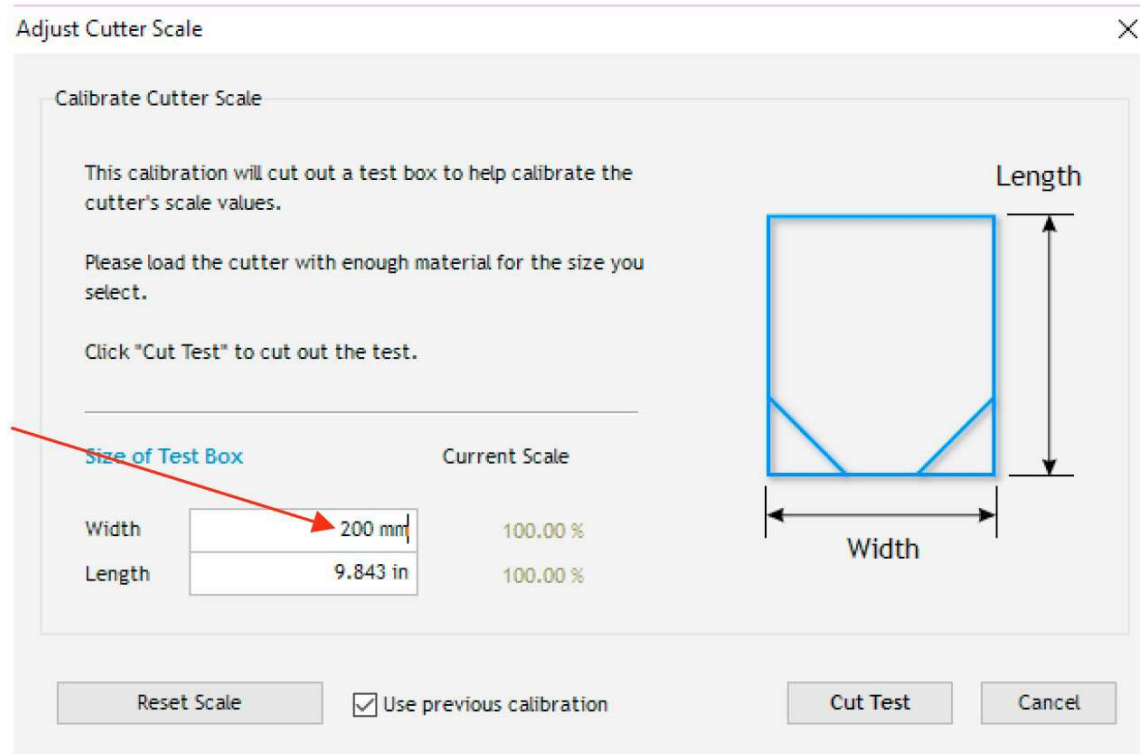 Adjust Cutter Scale
Calibrate Cutter Scale
This calibration will cut out a test box to help calibrate the
cutter's scale values.
Please load the cutter with enough material for the size you
select.
Click "Cut Test" to cut out the test.
Size of Test Box
Current Scale
Width
200 mm
100.00 %
Length
9.843 in
100.00 %
Length
Width
Reset Scale
Use previous calibration
Cut Test
Cancel